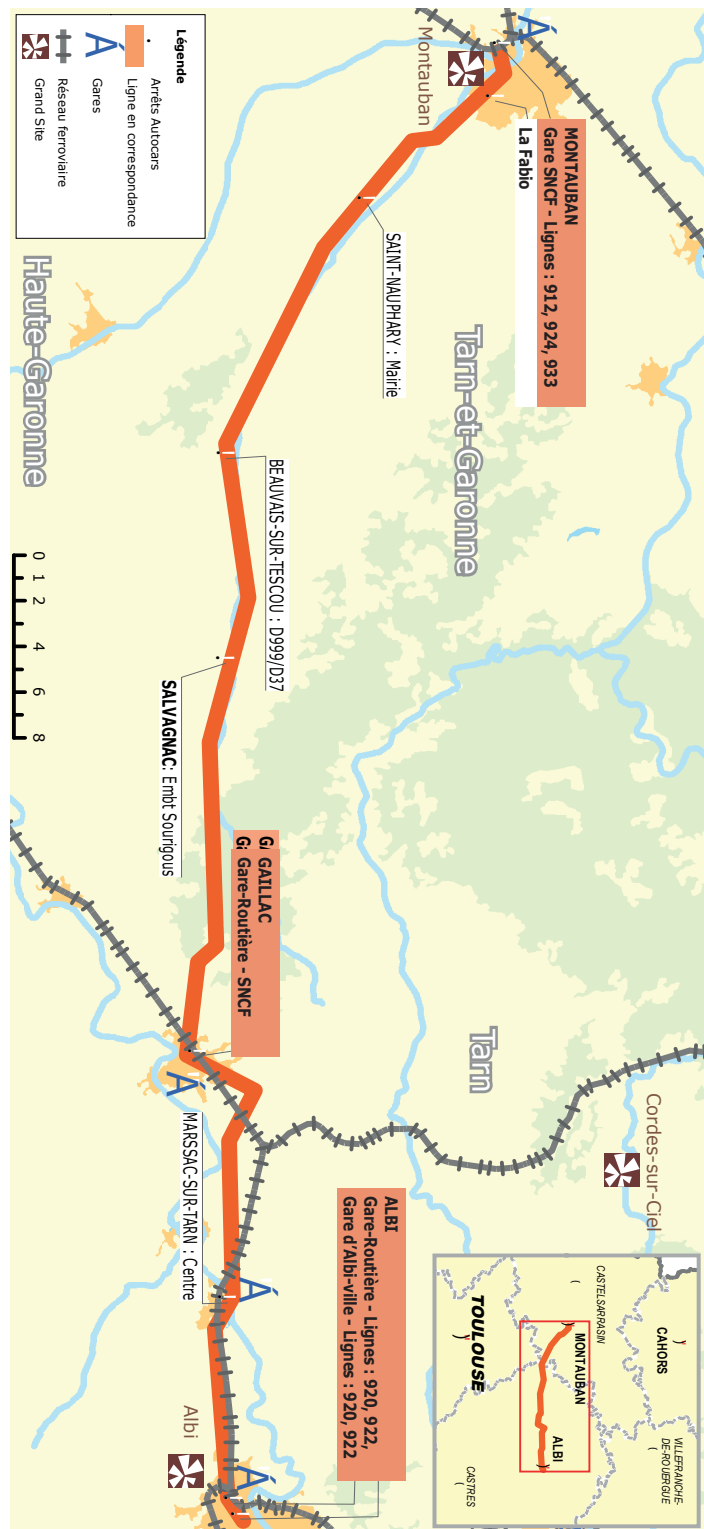 MONTAUBAN
Gare SNCF - Lignes : 912, 924, 933
La Fabio
Montauban
SAINT-NAUPHARY : Mairie
Tarn-et-Garonne
Haute-Garonne
BEAUVAIS-SUR-TESCOU : D999/D37
SALVAGNAC: Embt Sourigous
GAILLAC
Gare-Routière - SNCF
Tarn
Cordes-sur-Ciel
MARSSAC-SUR-TARN : Centre
ALBI
Gare-Routière - Lignes : 920, 922,
Gare d'Albi-ville - Lignes : 920, 922
Albi
Légende
Arrêts Autocars
Ligne en correspondance
Gares
Réseau ferroviaire
Grand Site
0 1 2 4 6 8
CAHORS
VILLEFRANCHE-
DE-ROUERGUE
CASTELSARRASIN
MONTAUBAN
ALBI
TOULOUSE
CASTRES